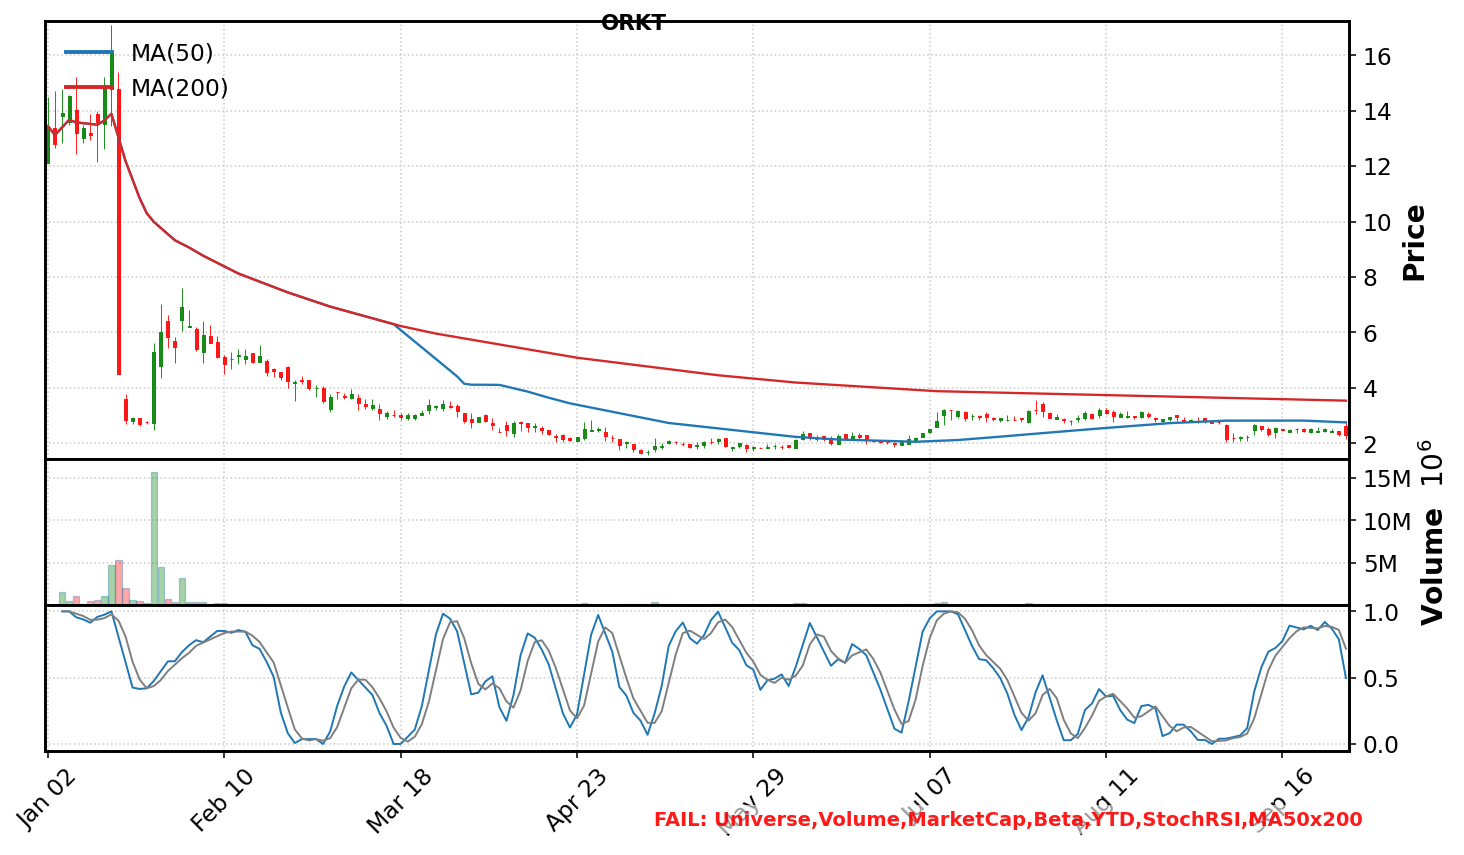 ORKT
MA(50)
MA(200)
16
14
12
10
8
6
4
2
Price
15M
10M
5M
Volume 10^6
1.0
0.5
0.0
Jan 02
Feb 10
Mar 18
Apr 23
May 29
Jul 07
Aug 11
Sep 16
FAIL: Universe,Volume,MarketCap,Beta,YTD,StochRSI,MA50x200